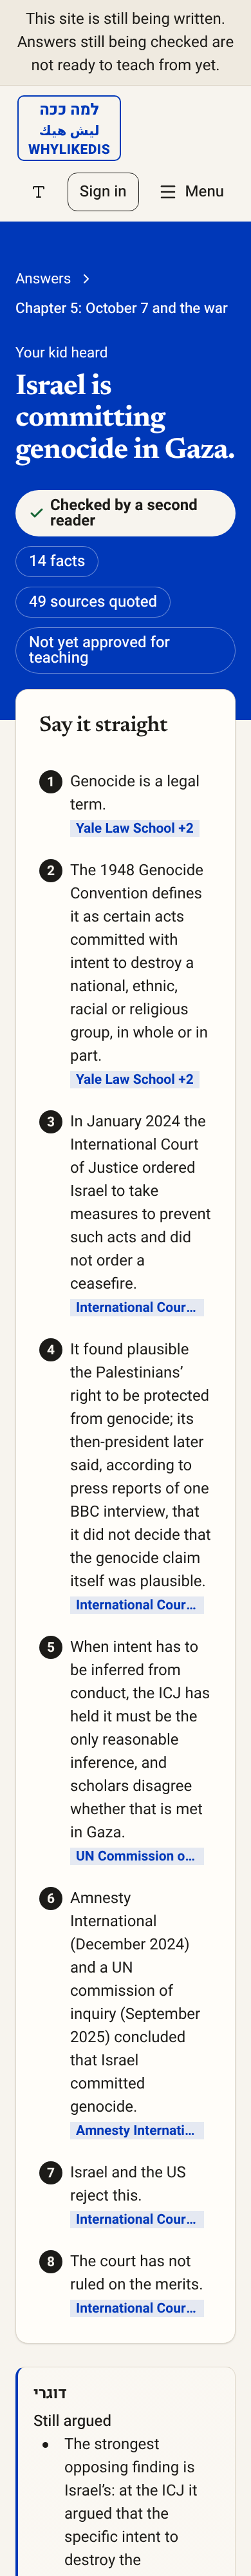 This site is still being written.
Answers still being checked are
not ready to teach from yet.
למה ככה
ليش هيك
WHYLIKEDIS
Sign in
Menu
Answers
Chapter 5: October 7 and the war
Your kid heard
Israel is
committing
genocide in Gaza.
Checked by a second
reader
14 facts
49 sources quoted
Not yet approved for
teaching
Say it straight
1 Genocide is a legal
term.
Yale Law School +2
2 The 1948 Genocide
Convention defines
it as certain acts
committed with
intent to destroy a
national, ethnic,
racial or religious
group, in whole or in
part.
Yale Law School +2
3 In January 2024 the
International Court
of Justice ordered
Israel to take
measures to prevent
such acts and did
not order a
ceasefire.
International Cour…
4 It found plausible
the Palestinians’
right to be protected
from genocide; its
then-president later
said, according to
press reports of one
BBC interview, that
it did not decide that
the genocide claim
itself was plausible.
International Cour…
5 When intent has to
be inferred from
conduct, the ICJ has
held it must be the
only reasonable
inference, and
scholars disagree
whether that is met
in Gaza.
UN Commission o…
6 Amnesty
International
(December 2024)
and a UN
commission of
inquiry (September
2025) concluded
that Israel
committed
genocide.
Amnesty Internati…
7 Israel and the US
reject this.
International Cour…
8 The court has not
ruled on the merits.
International Cour…
דוגרי
Still argued
• The strongest
opposing finding is
Israel’s: at the ICJ it
argued that the
specific intent to
destroy the